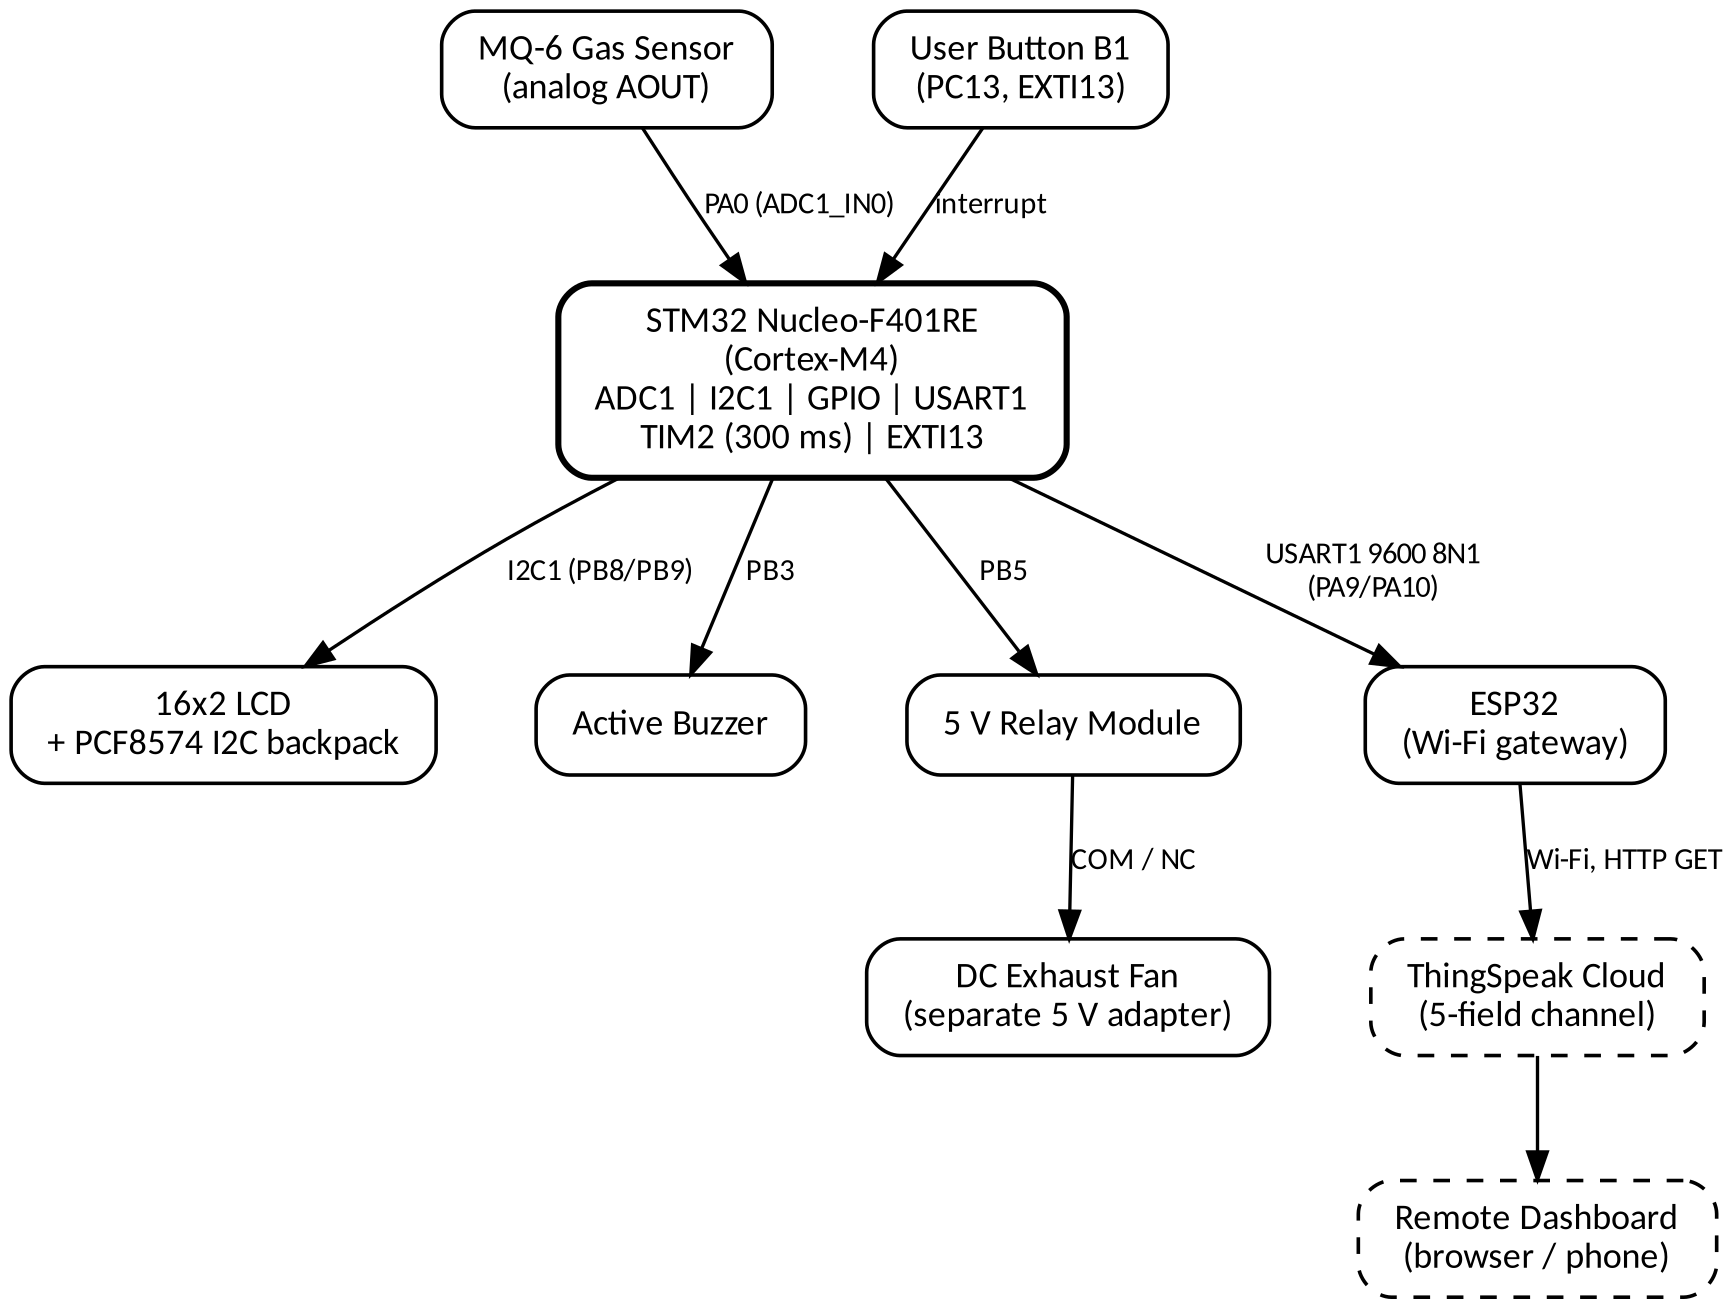 MQ-6 Gas Sensor
(analog AOUT)
User Button B1
(PC13, EXTI13)
PA0 (ADC1_IN0)
interrupt
STM32 Nucleo-F401RE
(Cortex-M4)
ADC1 | I2C1 | GPIO | USART1
TIM2 (300 ms) | EXTI13
I2C1 (PB8/PB9)
PB3
PB5
USART1 9600 8N1
(PA9/PA10)
16x2 LCD
+ PCF8574 I2C backpack
Active Buzzer
5 V Relay Module
ESP32
(Wi-Fi gateway)
COM / NC
Wi-Fi, HTTP GET
DC Exhaust Fan
(separate 5 V adapter)
ThingSpeak Cloud
(5-field channel)
Remote Dashboard
(browser / phone)